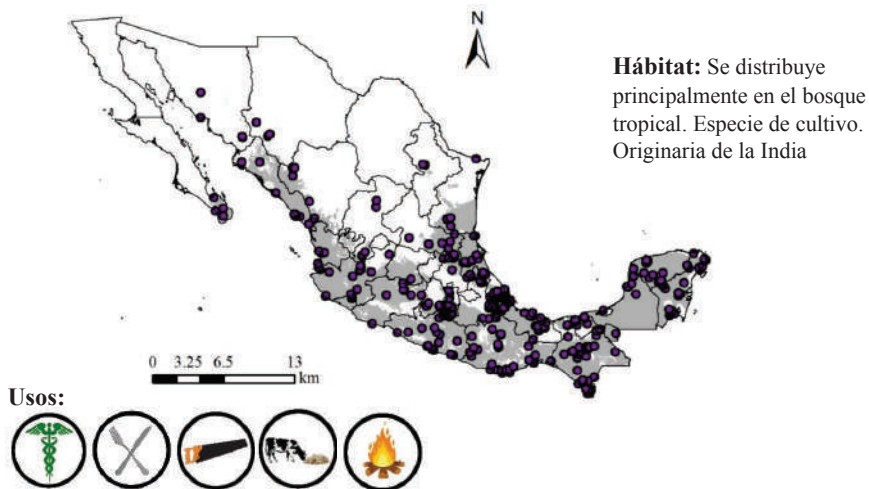 N
Hábitat: Se distribuye
principalmente en el bosque
tropical. Especie de cultivo.
Originaria de la India
0 3.25 6.5 13
km
Usos: